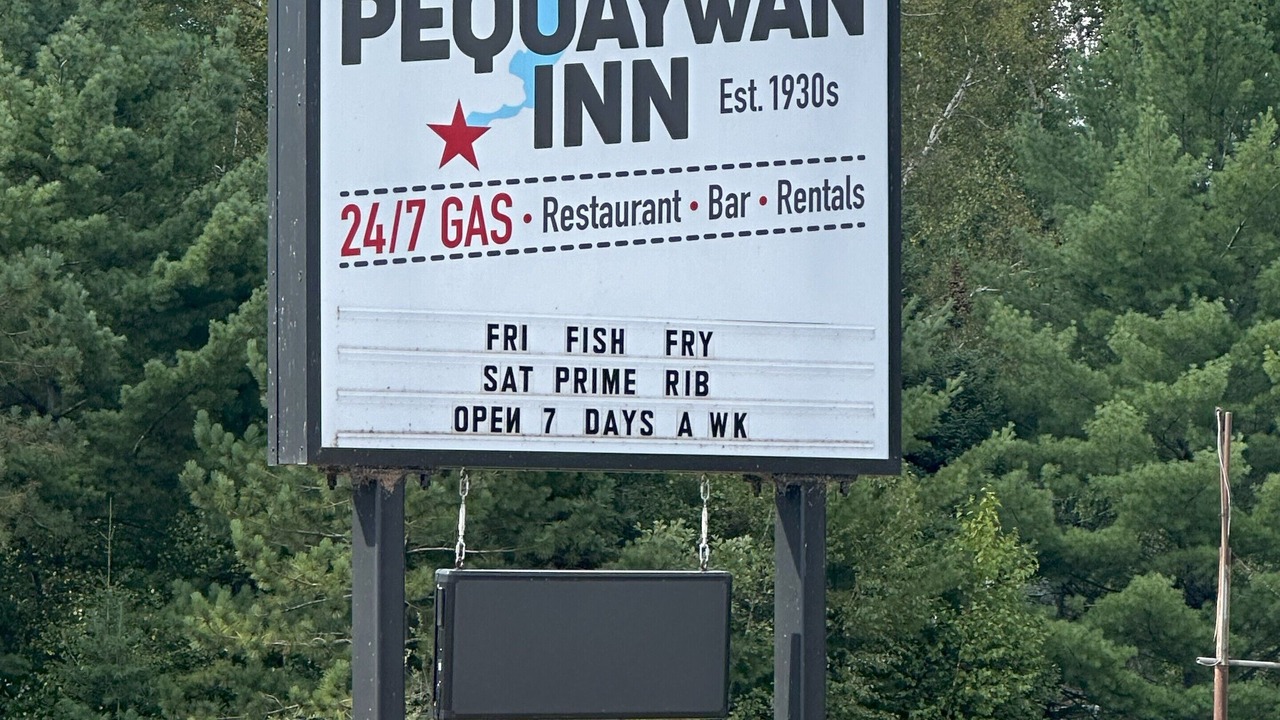 PEQUAYWAN
INN Est. 1930s
24/7 GAS • Restaurant • Bar • Rentals
FRI FISH FRY
SAT PRIME RIB
OPEN 7 DAYS A WK